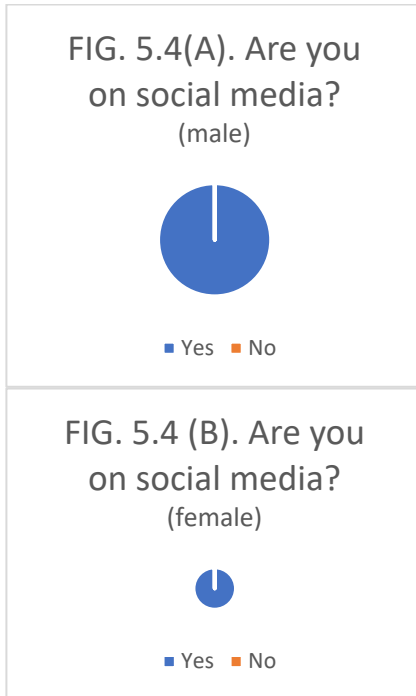 FIG. 5.4(A). Are you
on social media?
(male)
Yes No
FIG. 5.4 (B). Are you
on social media?
(female)
Yes No